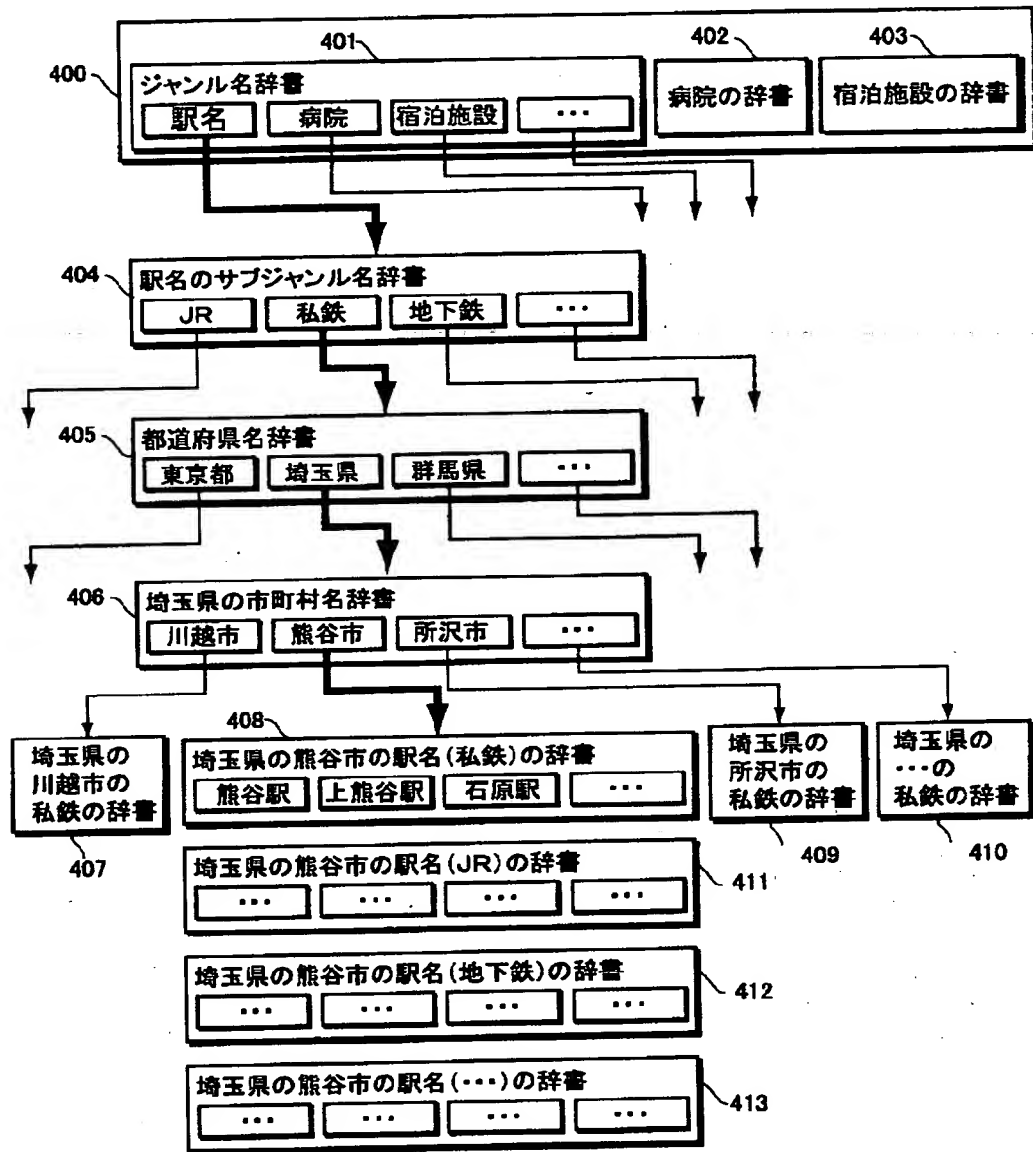 401
402
403
400
ジャンル名辞書
駅名
病院
宿泊施設
・・・
病院の辞書
宿泊施設の辞書
404
駅名のサブジャンル名辞書
JR
私鉄
地下鉄
・・・
405
都道府県名辞書
東京都
埼玉県
群馬県
・・・
406
埼玉県の市町村名辞書
川越市
熊谷市
所沢市
・・・
埼玉県の
川越市の
私鉄の辞書
407
408
埼玉県の熊谷市の駅名(私鉄)の辞書
熊谷駅
上熊谷駅
石原駅
・・・
埼玉県の
所沢市の
私鉄の辞書
409
埼玉県の
・・・の
私鉄の辞書
410
埼玉県の熊谷市の駅名(JR)の辞書
・・・
・・・
・・・
・・・
411
埼玉県の熊谷市の駅名(地下鉄)の辞書
・・・
・・・
・・・
・・・
412
埼玉県の熊谷市の駅名(・・・)の辞書
・・・
・・・
・・・
・・・
413